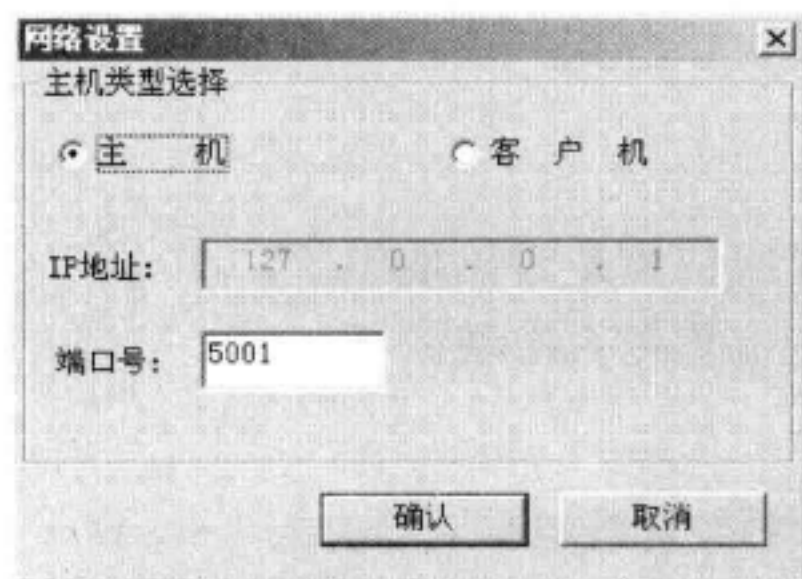 网络设置
主机类型选择
主 机 客 户 机
IP地址: 127 . 0 . 0 . 1
端口号: 5001
确认 取消